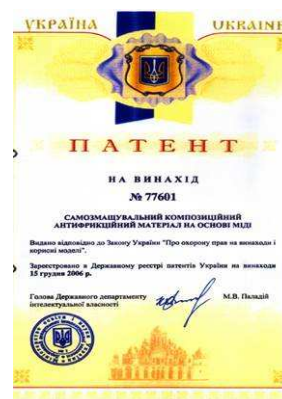 УКРАЇНА UKRAINE
ПАТЕНТ
НА ВИНАХІД
№ 77601
САМОЗМАЩУВАЛЬНИЙ КОМПОЗИЦІЙНИЙ
АНТИФРИКЦІЙНИЙ МАТЕРІАЛ НА ОСНОВІ МІДІ
Видано відповідно до Закону України "Про охорону прав на винаходи і
корисні моделі".
Зареєстровано в Державному реєстрі патентів України на винаходи
15 грудня 2006 р.
Голова Державного департаменту
інтелектуальної власності М.В. Паладій